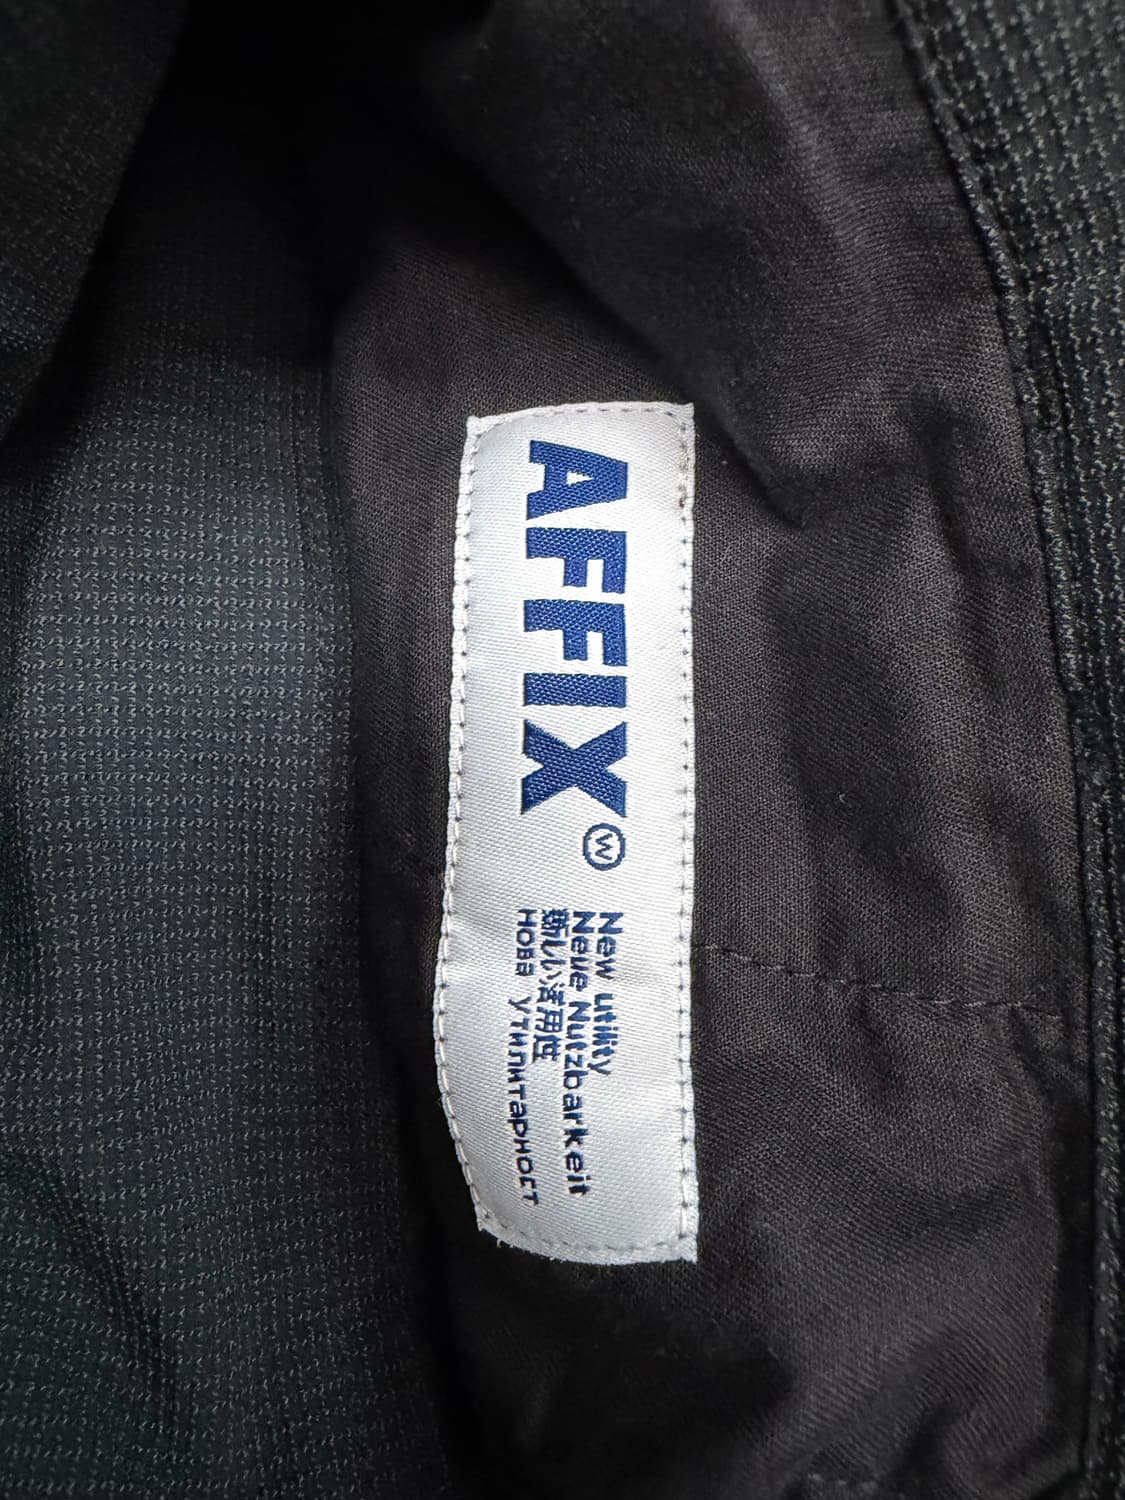 AFFIX Ⓦ
New utility
Neue Nutzbarkeit
新しい活用性
нова утилитарност